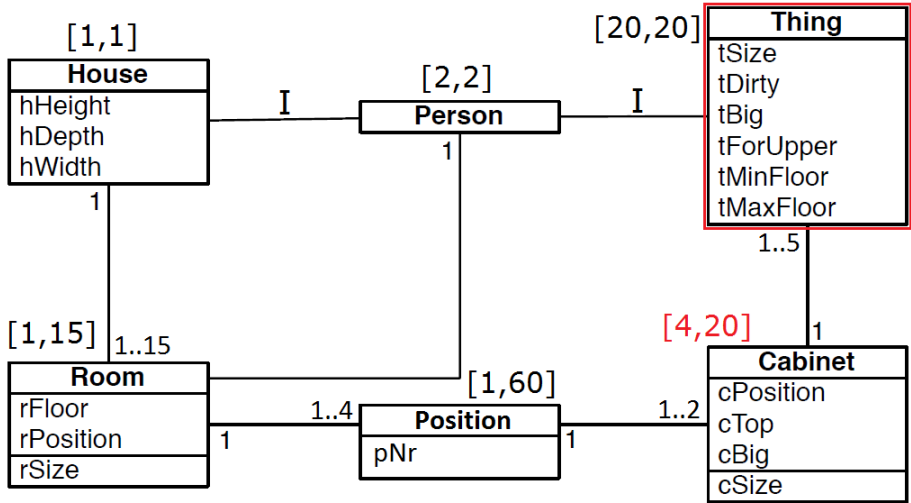 [1,1]
House
hHeight
hDepth
hWidth
1
I
[2,2]
Person
1
I
[20,20]
Thing
tSize
tDirty
tBig
tForUpper
tMinFloor
tMaxFloor
1..5
[1,15]
1..15
Room
rFloor
rPosition
rSize
1
1..4
[1,60]
Position
pNr
1
1..2
[4,20]
1
Cabinet
cPosition
cTop
cBig
cSize